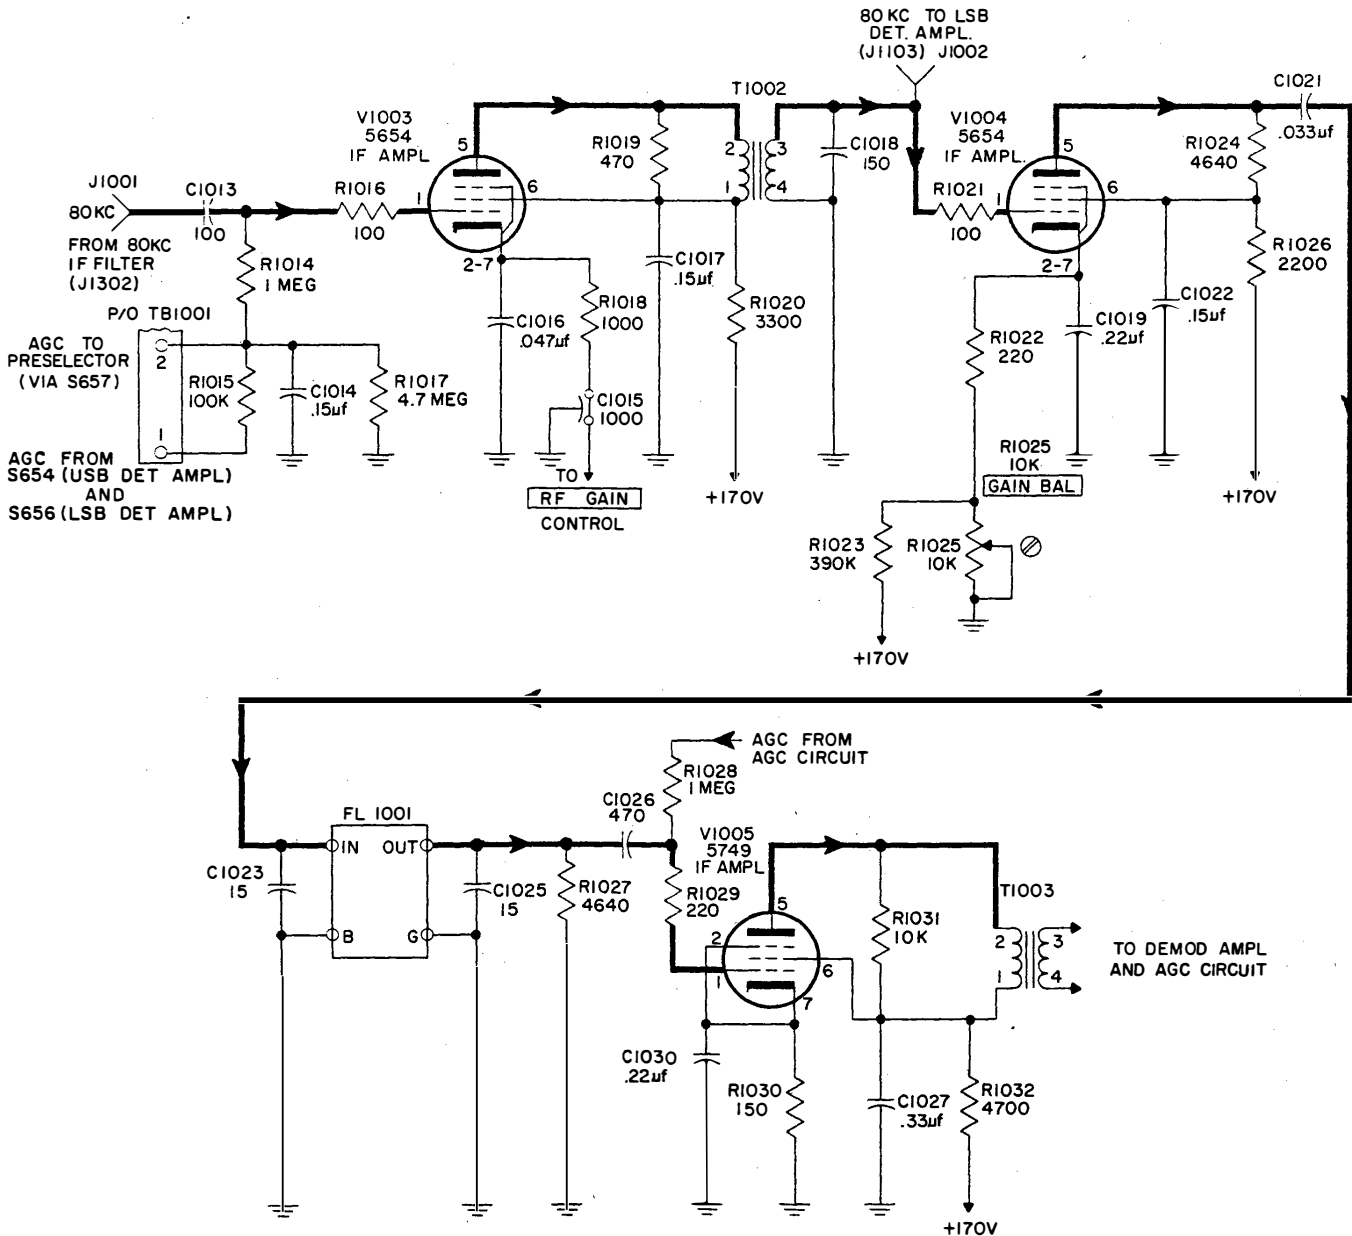 80 KC TO LSB
DET. AMPL.
(J1103) J1002
C1021
.033uf
T1002
V1003
5654
IF AMPL
5
R1019
470
2
3
C1018
150
V1004
5654
IF AMPL.
5
R1024
4640
J1001
80KC
C1013
100
R1016
100
1
6
1
4
R1021
100
1
6
FROM 80KC
IF FILTER
(J1302)
R1014
1 MEG
2-7
C1017
.15uf
2-7
R1026
2200
P/O TB1001
C1016
.047uf
R1018
1000
R1020
3300
R1022
220
C1019
.22uf
C1022
.15uf
AGC TO
PRESELECTOR
(VIA S657)
2
R1015
100K
C1014
.15uf
R1017
4.7 MEG
C1015
1000
1
AGC FROM
S654 (USB DET AMPL)
AND
S656 (LSB DET AMPL)
TO
RF GAIN
CONTROL
+170V
R1025
10K
GAIN BAL
+170V
R1023
390K
R1025
10K
+170V
AGC FROM
AGC CIRCUIT
R1028
1 MEG
FL 1001
C1026
470
V1005
5749
IF AMPL
IN
OUT
C1023
15
C1025
15
R1027
4640
R1029
220
5
R1031
10K
T1003
B
G
2
1
6
7
2
3
1
4
TO DEMOD AMPL
AND AGC CIRCUIT
C1030
.22uf
R1030
150
C1027
.33uf
R1032
4700
+170V